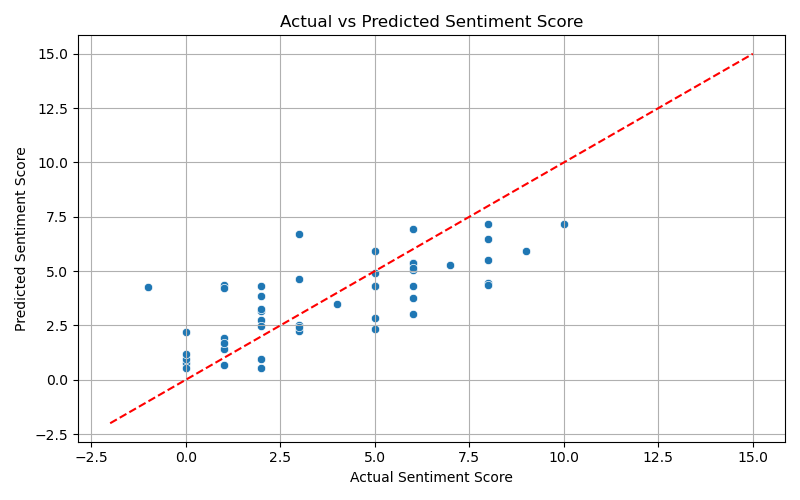 Actual vs Predicted Sentiment Score
Predicted Sentiment Score
15.0
12.5
10.0
7.5
5.0
2.5
0.0
−2.5
−2.5 0.0 2.5 5.0 7.5 10.0 12.5 15.0
Actual Sentiment Score